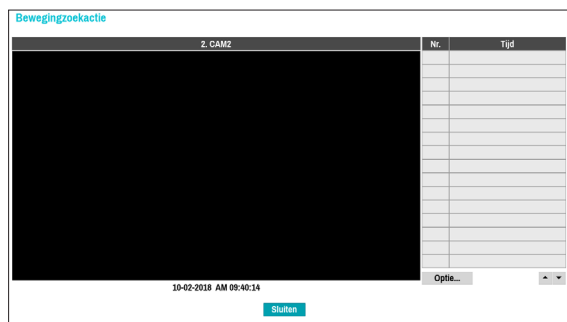 Bewegingzoekactie
2. CAM2
Nr. Tijd
Optie...
10-02-2018 AM 09:40:14
Sluiten